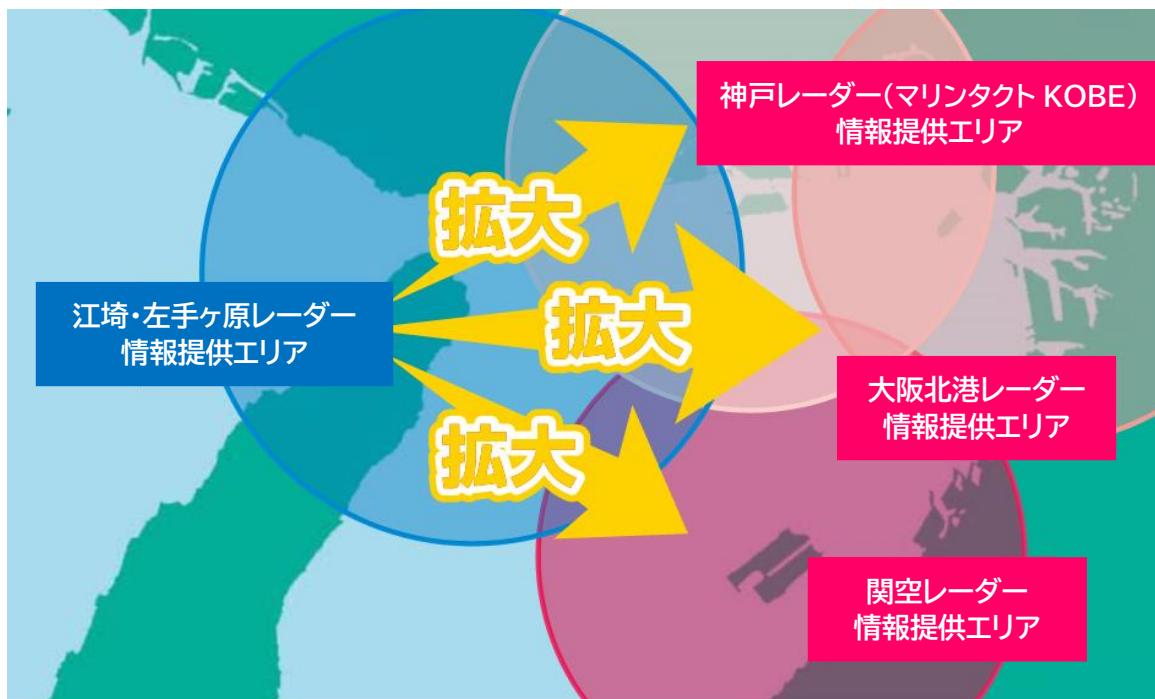 神戸レーダー(マリンタクト KOBE)
情報提供エリア
拡大
江埼・左手ヶ原レーダー
情報提供エリア
拡大
大阪北港レーダー
情報提供エリア
拡大
関空レーダー
情報提供エリア